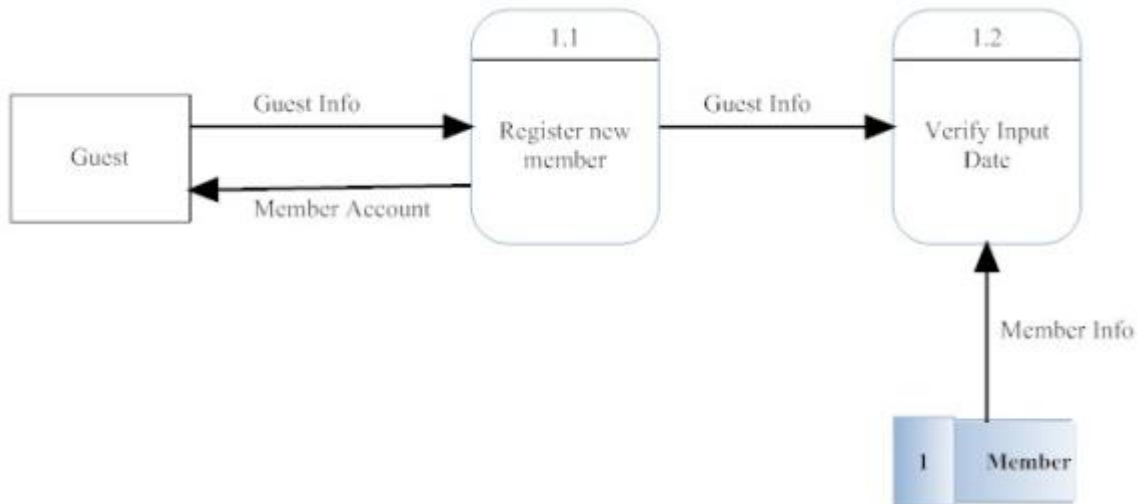 1.1
1.2
Guest Info
Guest Info
Guest
Register new
member
Verify Input
Date
Member Account
Member Info
1
Member